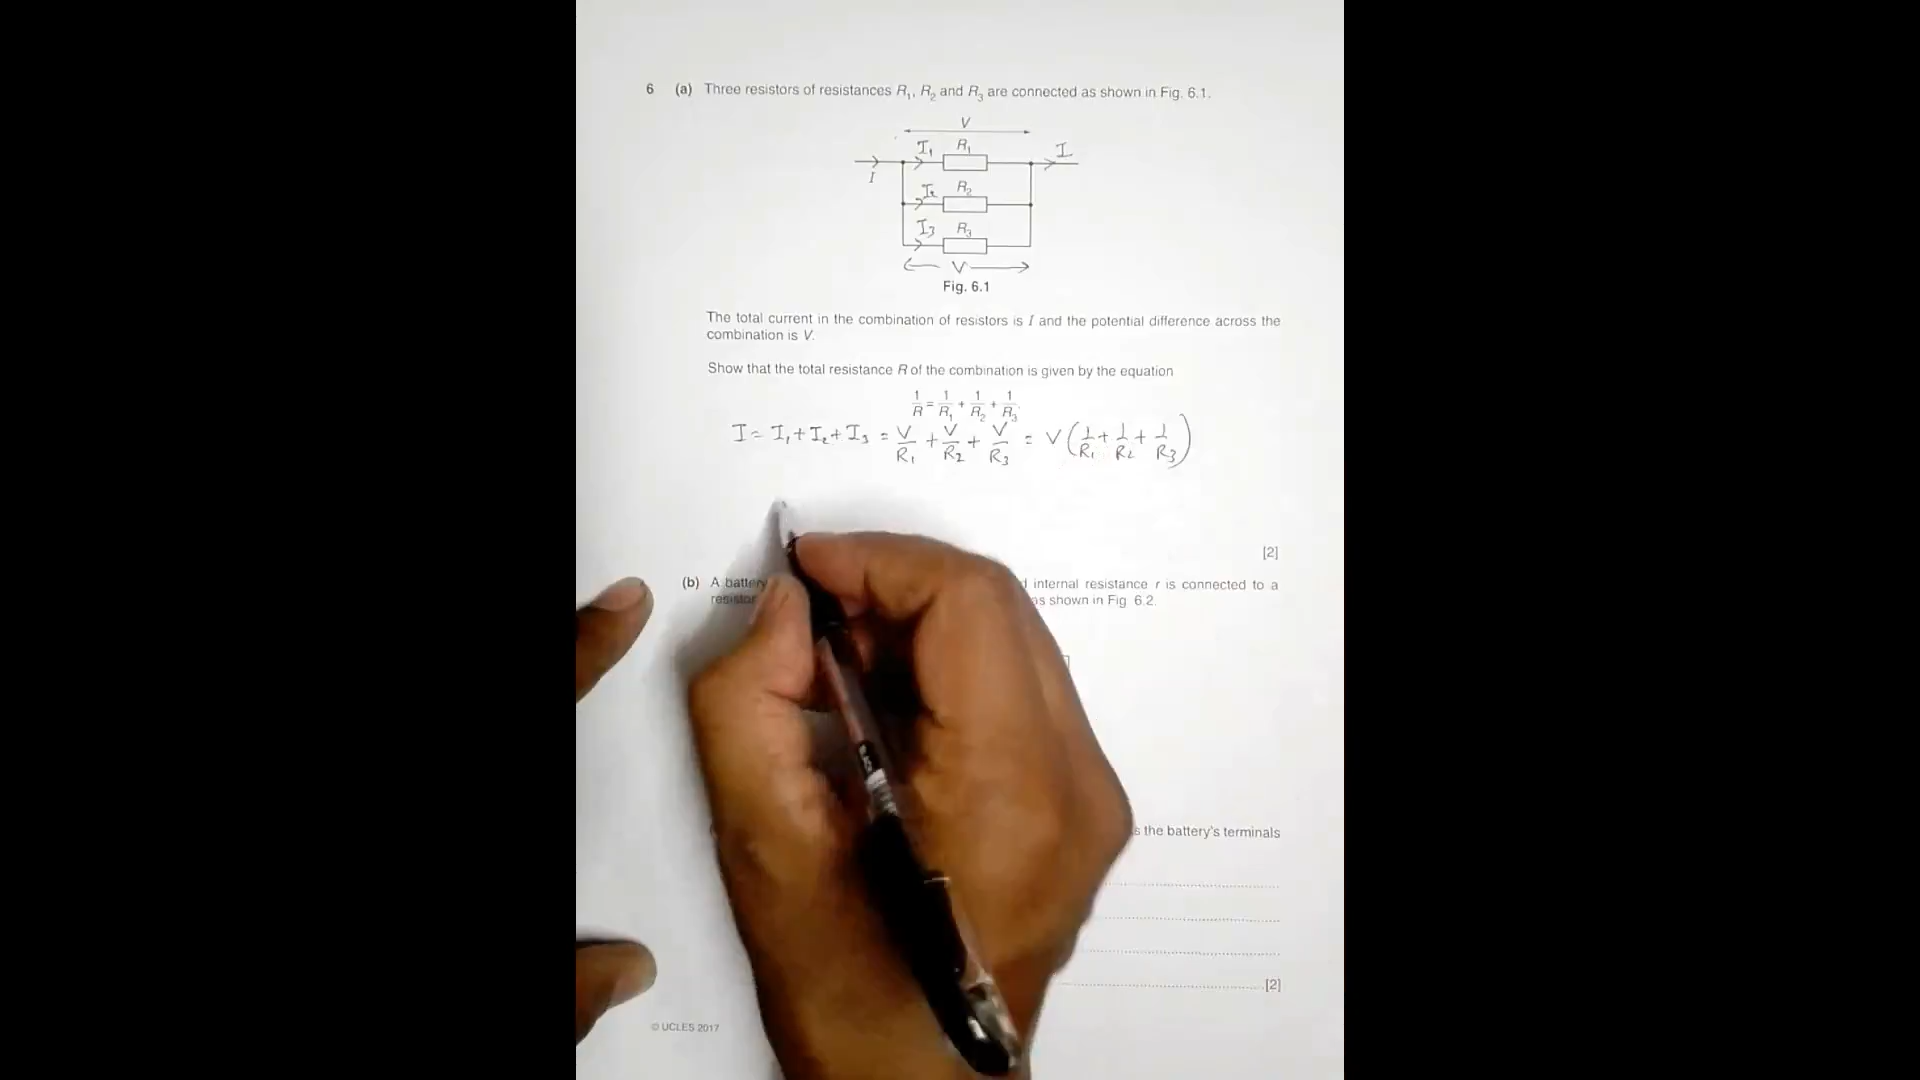 6 (a) Three resistors of resistances R₁, R₂ and R₃ are connected as shown in Fig. 6.1.
V
I₁ R₁ I
I
I₂ R₂
I₃ R₃
V
Fig. 6.1
The total current in the combination of resistors is I and the potential difference across the
combination is V.
Show that the total resistance R of the combination is given by the equation
1/R = 1/R₁ + 1/R₂ + 1/R₃.
I = I₁ + I₂ + I₃ = V/R₁ + V/R₂ + V/R₃ = V(1/R₁ + 1/R₂ + 1/R₃)
[2]
(b) A battery internal resistance r is connected to a
resistor as shown in Fig 6.2.
the battery's terminals
[2]
© UCLES 2017
BLACK